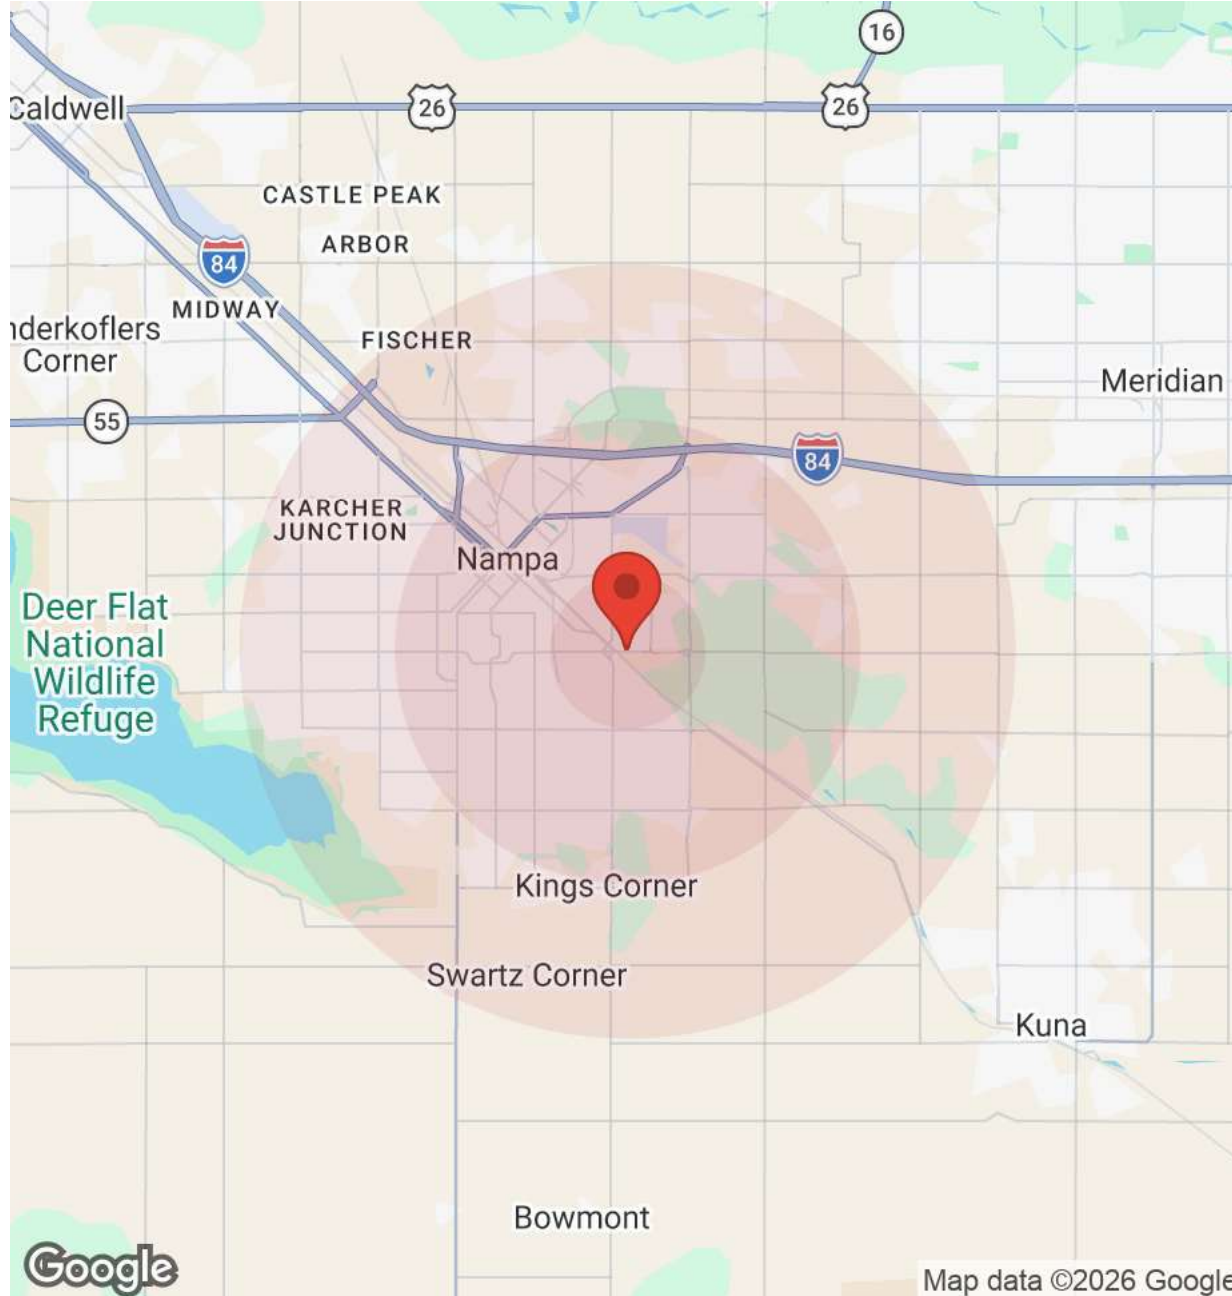 16
26
26
Caldwell
CASTLE PEAK
ARBOR
84
MIDWAY
nderkoflers
Corner
FISCHER
Meridian
55
84
KARCHER
JUNCTION
Nampa
Deer Flat
National
Wildlife
Refuge
Kings Corner
Swartz Corner
Kuna
Bowmont
Google
Map data ©2026 Google